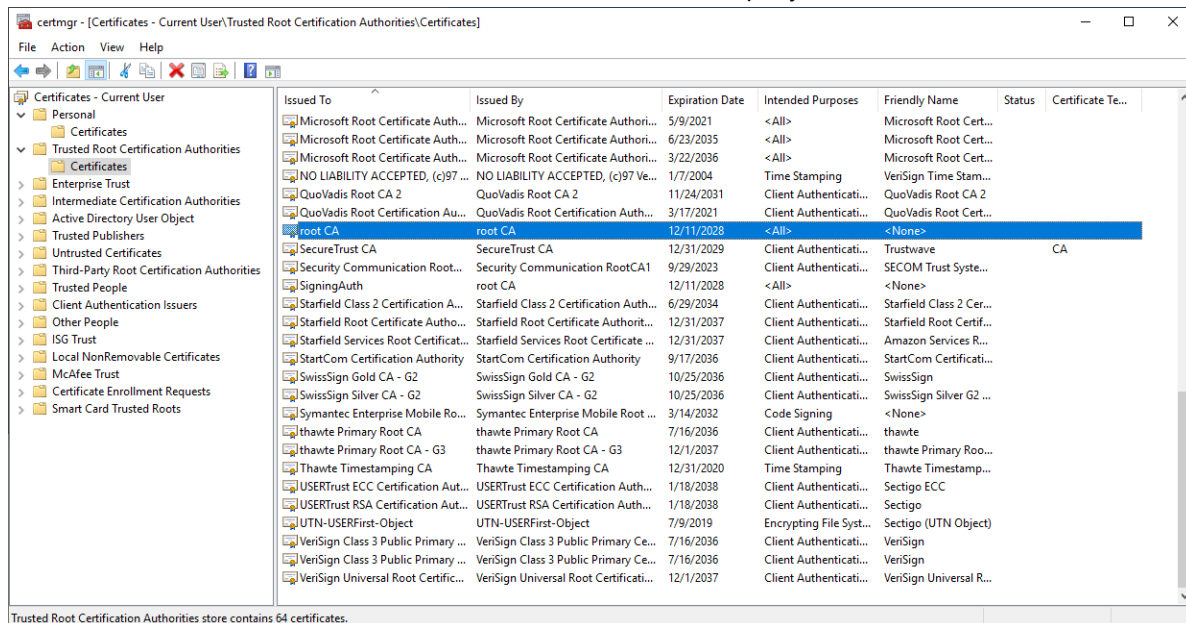 certmgr - [Certificates - Current User\Trusted Root Certification Authorities\Certificates]
File Action View Help
Certificates - Current User
Personal
Certificates
Trusted Root Certification Authorities
Certificates
Enterprise Trust
Intermediate Certification Authorities
Active Directory User Object
Trusted Publishers
Untrusted Certificates
Third-Party Root Certification Authorities
Trusted People
Client Authentication Issuers
Other People
ISG Trust
Local NonRemovable Certificates
McAfee Trust
Certificate Enrollment Requests
Smart Card Trusted Roots
Issued To Issued By Expiration Date Intended Purposes Friendly Name Status Certificate Te...
Microsoft Root Certificate Auth... Microsoft Root Certificate Authori... 5/9/2021 <All> Microsoft Root Cert...
Microsoft Root Certificate Auth... Microsoft Root Certificate Authori... 6/23/2035 <All> Microsoft Root Cert...
Microsoft Root Certificate Auth... Microsoft Root Certificate Authori... 3/22/2036 <All> Microsoft Root Cert...
NO LIABILITY ACCEPTED, (c)97 ... NO LIABILITY ACCEPTED, (c)97 Ve... 1/7/2004 Time Stamping VeriSign Time Stam...
QuoVadis Root CA 2 QuoVadis Root CA 2 11/24/2031 Client Authenticati... QuoVadis Root CA 2
QuoVadis Root Certification Au... QuoVadis Root Certification Auth... 3/17/2021 Client Authenticati... QuoVadis Root Cert...
root CA root CA 12/11/2028 <All> <None>
SecureTrust CA SecureTrust CA 12/31/2029 Client Authenticati... Trustwave CA
Security Communication Root... Security Communication RootCA1 9/29/2023 Client Authenticati... SECOM Trust Syste...
SigningAuth root CA 12/11/2028 <All> <None>
Starfield Class 2 Certification A... Starfield Class 2 Certification Auth... 6/29/2034 Client Authenticati... Starfield Class 2 Cer...
Starfield Root Certificate Autho... Starfield Root Certificate Authorit... 12/31/2037 Client Authenticati... Starfield Root Certif...
Starfield Services Root Certificat... Starfield Services Root Certificate ... 12/31/2037 Client Authenticati... Amazon Services R...
StartCom Certification Authority StartCom Certification Authority 9/17/2036 Client Authenticati... StartCom Certificati...
SwissSign Gold CA - G2 SwissSign Gold CA - G2 10/25/2036 Client Authenticati... SwissSign
SwissSign Silver CA - G2 SwissSign Silver CA - G2 10/25/2036 Client Authenticati... SwissSign Silver G2 ...
Symantec Enterprise Mobile Ro... Symantec Enterprise Mobile Root ... 3/14/2032 Code Signing <None>
thawte Primary Root CA thawte Primary Root CA 7/16/2036 Client Authenticati... thawte
thawte Primary Root CA - G3 thawte Primary Root CA - G3 12/1/2037 Client Authenticati... thawte Primary Roo...
Thawte Timestamping CA Thawte Timestamping CA 12/31/2020 Time Stamping Thawte Timestamp...
USERTrust ECC Certification Aut... USERTrust ECC Certification Auth... 1/18/2038 Client Authenticati... Sectigo ECC
USERTrust RSA Certification Aut... USERTrust RSA Certification Auth... 1/18/2038 Client Authenticati... Sectigo
UTN-USERFirst-Object UTN-USERFirst-Object 7/9/2019 Encrypting File Syst... Sectigo (UTN Object)
VeriSign Class 3 Public Primary ... VeriSign Class 3 Public Primary Ce... 7/16/2036 Client Authenticati... VeriSign
VeriSign Class 3 Public Primary ... VeriSign Class 3 Public Primary Ce... 7/16/2036 Client Authenticati... VeriSign
VeriSign Universal Root Certific... VeriSign Universal Root Certificati... 12/1/2037 Client Authenticati... VeriSign Universal R...
Trusted Root Certification Authorities store contains 64 certificates.